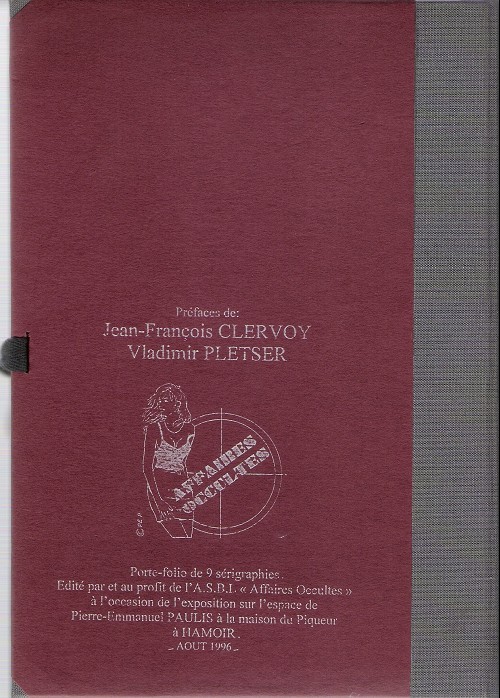 Préfaces de:
Jean-François CLERVOY
Vladimir PLETSER
AFFAIRES
OCCULTES
© P.E.P.
Porte-folio de 9 sérigraphies.
Edité par et au profit de l'A.S.B.L « Affaires Occultes »
à l'occasion de l'exposition sur l'espace de
Pierre-Emmanuel PAULIS à la maison du Piqueur
à HAMOIR.
- AOUT 1996 -